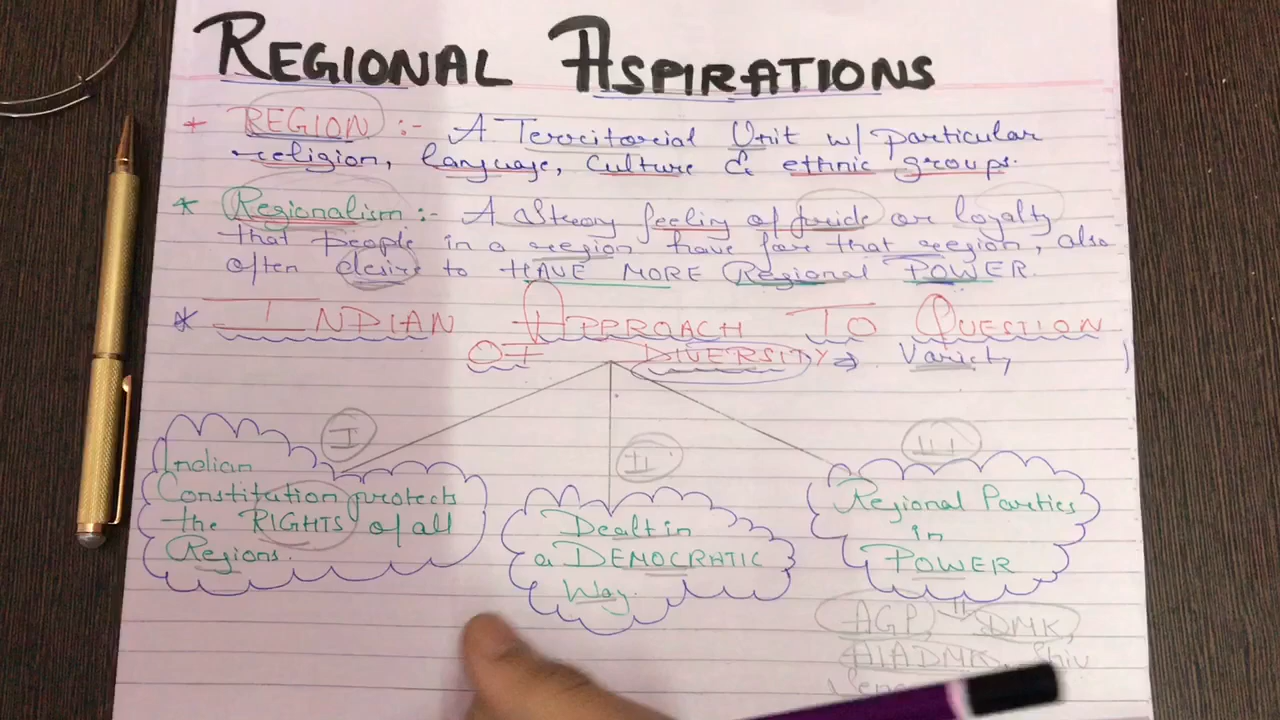 REGIONAL ASPIRATIONS
* REGION :- A Territorial Unit w/ particular
religion, language, Culture & ethnic groups.
* Regionalism :- A strong feeling of pride or loyalty
that people in a region have for that region, also
often desire to HAVE MORE Regional POWER.
* INDIAN APPROACH TO QUESTION
OF DIVERSITY → Variety
I
II
III
Indian
Constitution protects
the RIGHTS of all
Regions.
Dealt in
a DEMOCRATIC
Way.
Regional Parties
in
POWER
AGP, DMK,
AIADMK, Shiv